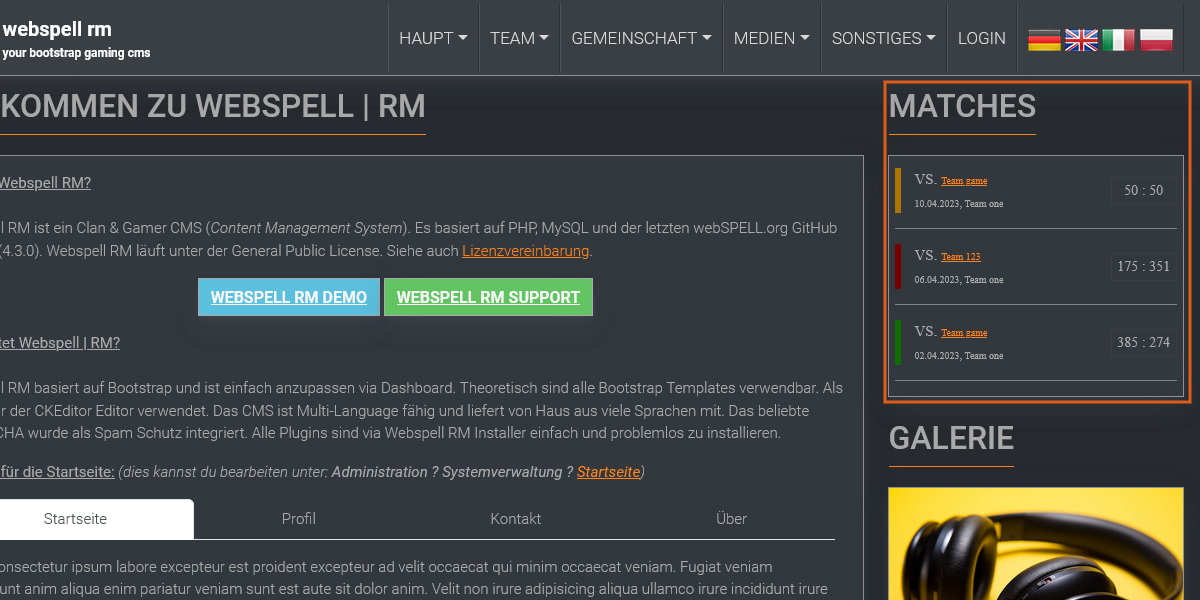 webspell rm
your bootstrap gaming cms
HAUPT TEAM GEMEINSCHAFT MEDIEN SONSTIGES LOGIN
KOMMEN ZU WEBSPELL | RM
Webspell RM?
ll RM ist ein Clan & Gamer CMS (Content Management System). Es basiert auf PHP, MySQL und der letzten webSPELL.org GitHub
(4.3.0). Webspell RM läuft unter der General Public License. Siehe auch Lizenzvereinbarung.
WEBSPELL RM DEMO WEBSPELL RM SUPPORT
tet Webspell | RM?
ll RM basiert auf Bootstrap und ist einfach anzupassen via Dashboard. Theoretisch sind alle Bootstrap Templates verwendbar. Als
r der CKEditor Editor verwendet. Das CMS ist Multi-Language fähig und liefert von Haus aus viele Sprachen mit. Das beliebte
CHA wurde als Spam Schutz integriert. Alle Plugins sind via Webspell RM Installer einfach und problemlos zu installieren.
für die Startseite: (dies kannst du bearbeiten unter: Administration ? Systemverwaltung ? Startseite)
Startseite Profil Kontakt Über
onsectetur ipsum labore excepteur est proident excepteur ad velit occaecat qui minim occaecat veniam. Fugiat veniam
unt anim aliqua enim pariatur veniam sunt est aute sit dolor anim. Velit non irure adipisicing aliqua ullamco irure incididunt irure
MATCHES
VS. Team game
10.04.2023, Team one
50 : 50
VS. Team 123
06.04.2023, Team one
175 : 351
VS. Team game
02.04.2023, Team one
385 : 274
GALERIE